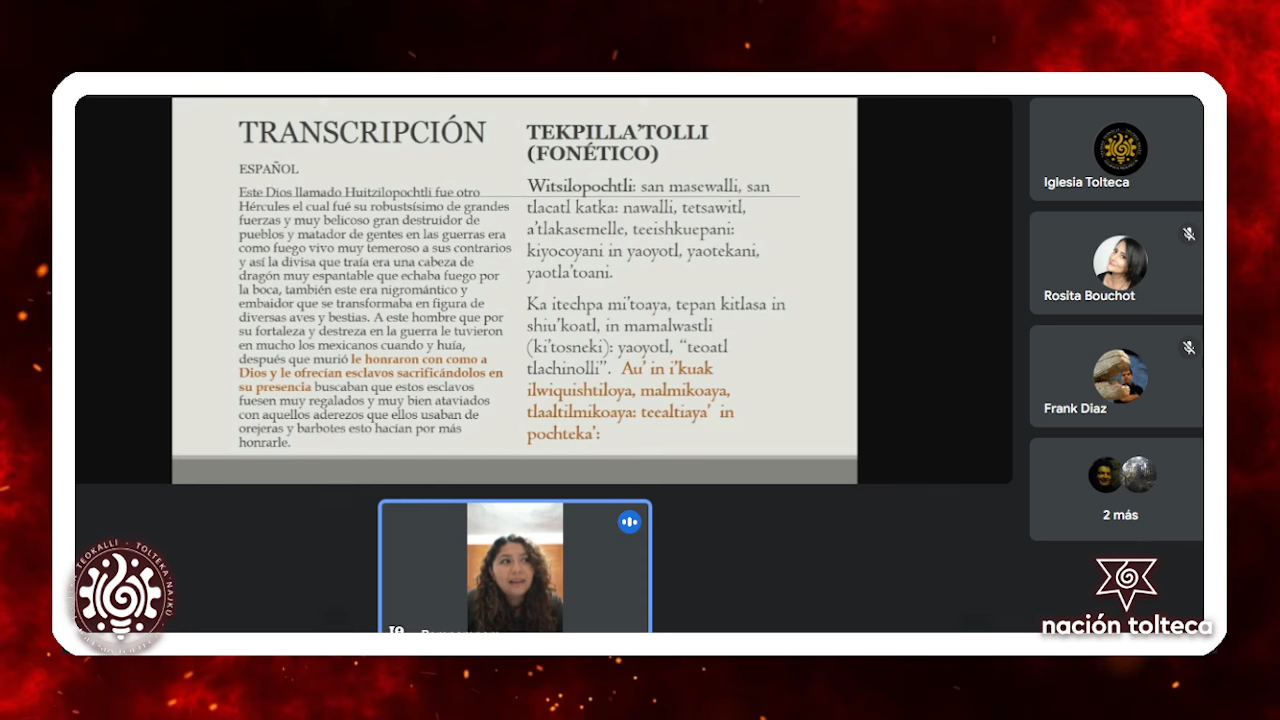 TRANSCRIPCIÓN
ESPAÑOL
Este Dios llamado Huitzilopochtli fue otro
Hércules el cual fué su robustsísimo de grandes
fuerzas y muy belicoso gran destruidor de
pueblos y matador de gentes en las guerras era
como fuego vivo muy temeroso a sus contrarios
y así la divisa que traía era una cabeza de
dragón muy espantable que echaba fuego por
la boca, también este era nigromántico y
embaidor que se transformaba en figura de
diversas aves y bestias. A este hombre que por
su fortaleza y destreza en la guerra le tuvieron
en mucho los mexicanos cuando y huía,
después que murió le honraron con como a
Dios y le ofrecían esclavos sacrificándolos en
su presencia buscaban que estos esclavos
fuesen muy regalados y muy bien ataviados
con aquellos aderezos que ellos usaban de
orejeras y barbotes esto hacían por más
honrarle.
TEKPILLA’TOLLI
(FONÉTICO)
Witsilopochtli: san masewalli, san
tlacatl katka: nawalli, tetsawitl,
a’tlakasemelle, teeishkuepani:
kiyocoyani in yaoyotl, yaotekani,
yaotla’toani.
Ka itechpa mi’toaya, tepan kitlasa in
shiu’koatl, in mamalwastli
(ki’tosneki): yaoyotl, “teoatl
tlachinolli”. Au’ in i’kuak
ilwiquishtiloya, malmikoaya,
tlaaltilmikoaya: teealtiaya’ in
pochteka’:
Iglesia Tolteca
Rosita Bouchot
Frank Diaz
2 más
TEOKALLI · TOLTEKA
nación tolteca